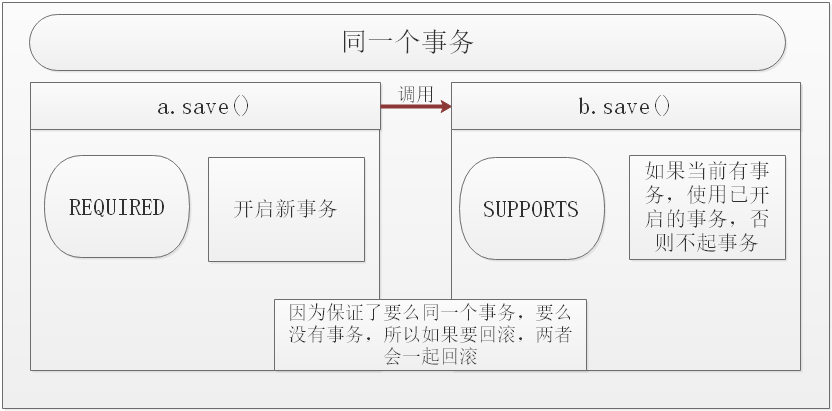 同一个事务
a.save()
调用
b.save()
REQUIRED
开启新事务
SUPPORTS
如果当前有事
务，使用已开
启的事务，否
则不起事务
因为保证了要么同一个事务，要么
没有事务，所以如果要回滚，两者
会一起回滚